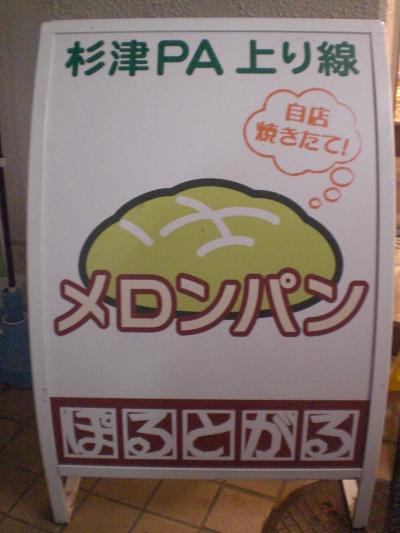 杉津PA 上り線
自店
焼きたて!
メロンパン
ぽるとがる